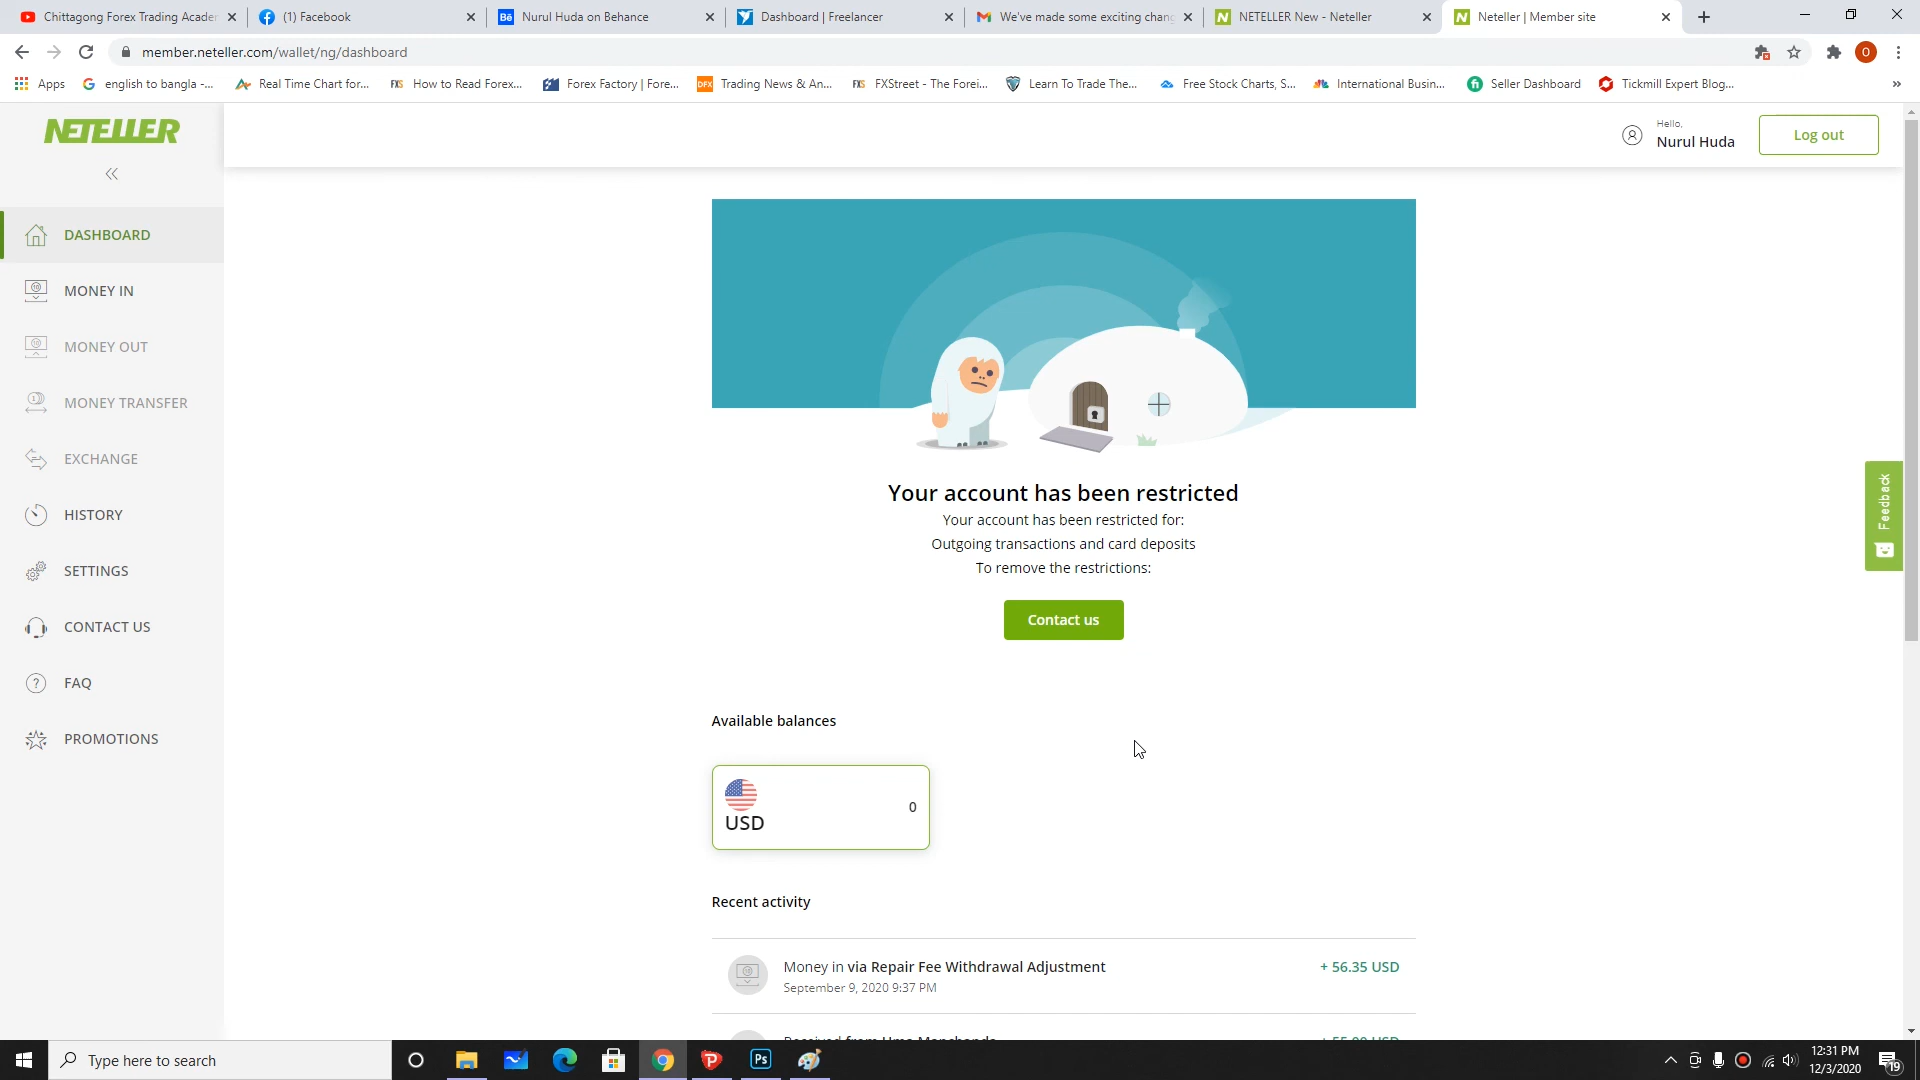 Chittagong Forex Trading Acader
(1) Facebook
Nurul Huda on Behance
Dashboard | Freelancer
We've made some exciting chang
NETELLER New - Neteller
Neteller | Member site
member.neteller.com/wallet/ng/dashboard
O
Apps
english to bangla -...
Real Time Chart for...
How to Read Forex...
Forex Factory | Fore...
Trading News & An...
FXStreet - The Forei...
Learn To Trade The...
Free Stock Charts, S...
International Busin...
Seller Dashboard
Tickmill Expert Blog...
NETELLER
Hello,
Nurul Huda
Log out
DASHBOARD
MONEY IN
MONEY OUT
MONEY TRANSFER
EXCHANGE
HISTORY
SETTINGS
CONTACT US
FAQ
PROMOTIONS
Your account has been restricted
Your account has been restricted for:
Outgoing transactions and card deposits
To remove the restrictions:
Contact us
Feedback
Available balances
USD
0
Recent activity
Money in via Repair Fee Withdrawal Adjustment
+ 56.35 USD
September 9, 2020 9:37 PM
Type here to search
Ps
12:31 PM
12/3/2020
19